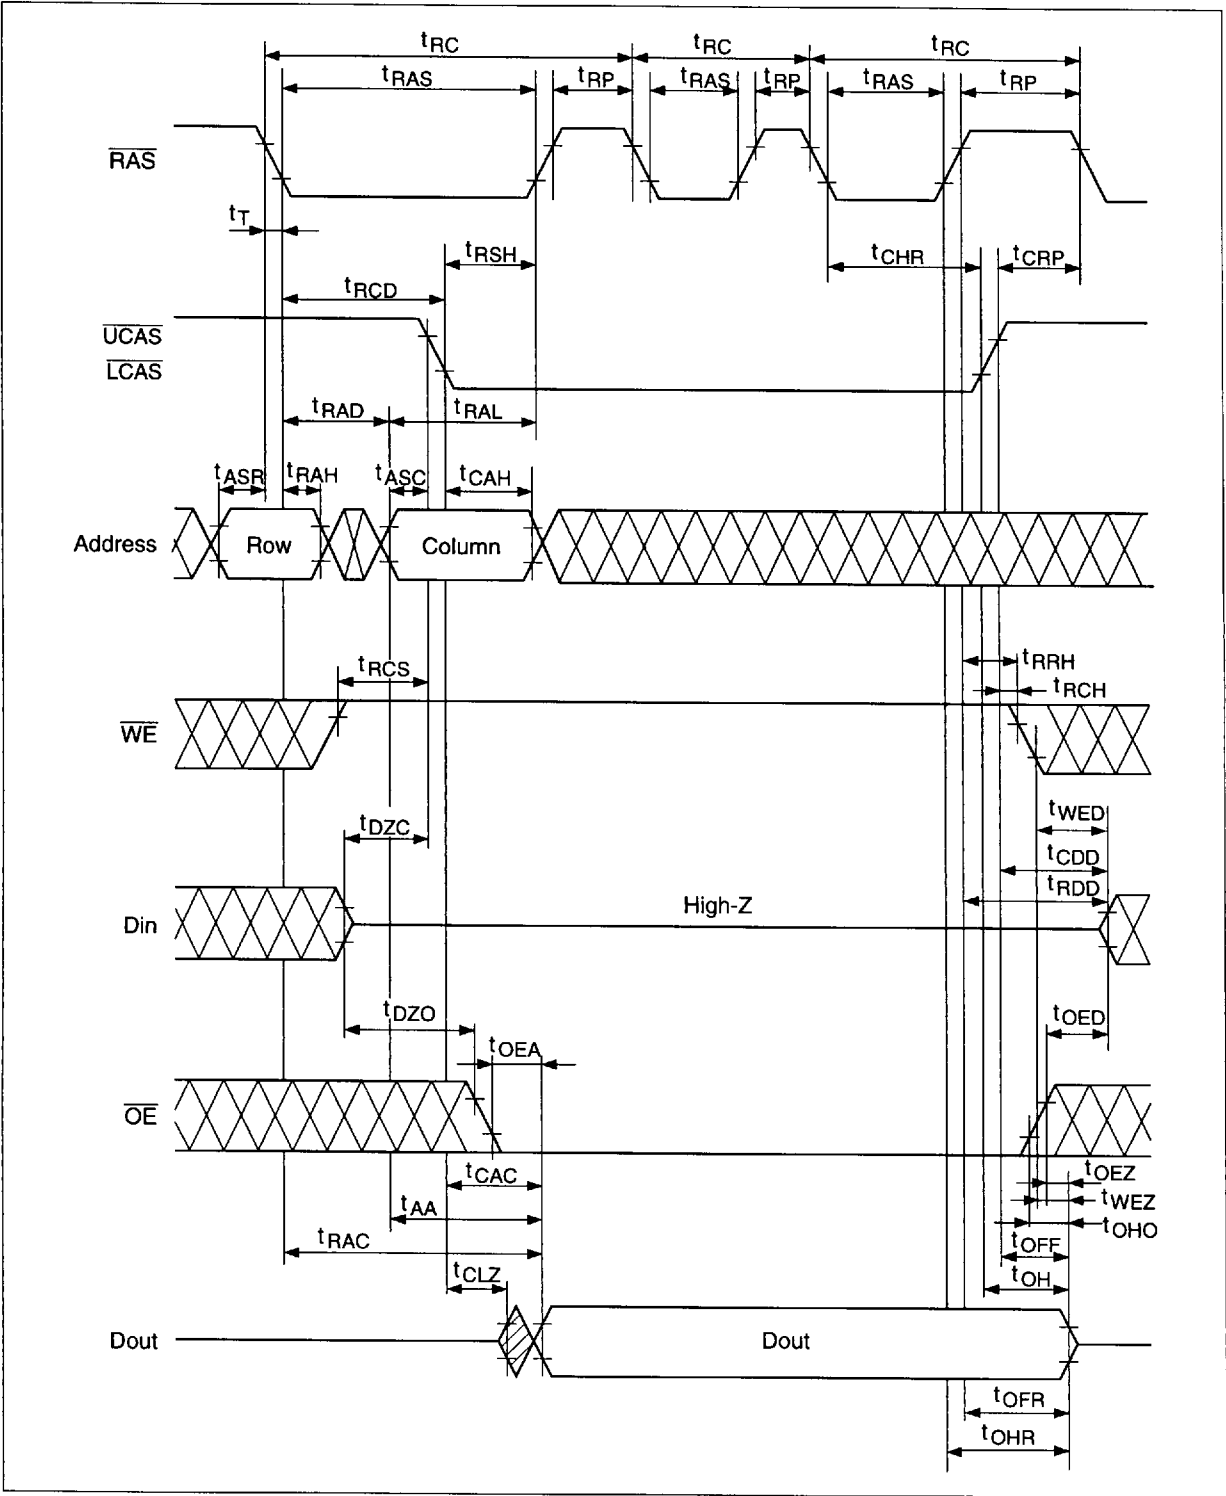 tRC tRC tRC
tRAS tRP tRAS tRP tRAS tRP
RAS
tT
tRSH tCHR tCRP
tRCD
UCAS
LCAS
tRAD tRAL
tASR tRAH tASC tCAH
Address Row Column
tRCS tRRH
tRCH
WE
tDZC tWED
tCDD
tRDD
Din High-Z
tDZO tOED
tOEA
OE
tCAC tOEZ
tAA tWEZ
tOHO
tRAC tOFF
tCLZ tOH
Dout Dout
tOFR
tOHR